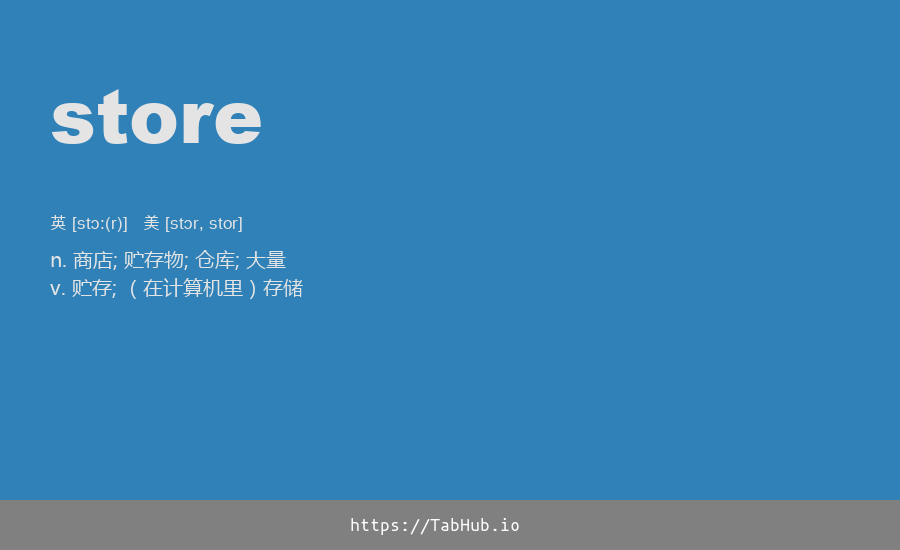 store
英 [stɔ:(r)]   美 [stɔr, stor]
n. 商店; 贮存物; 仓库; 大量
v. 贮存; （在计算机里）存储
https://TabHub.io